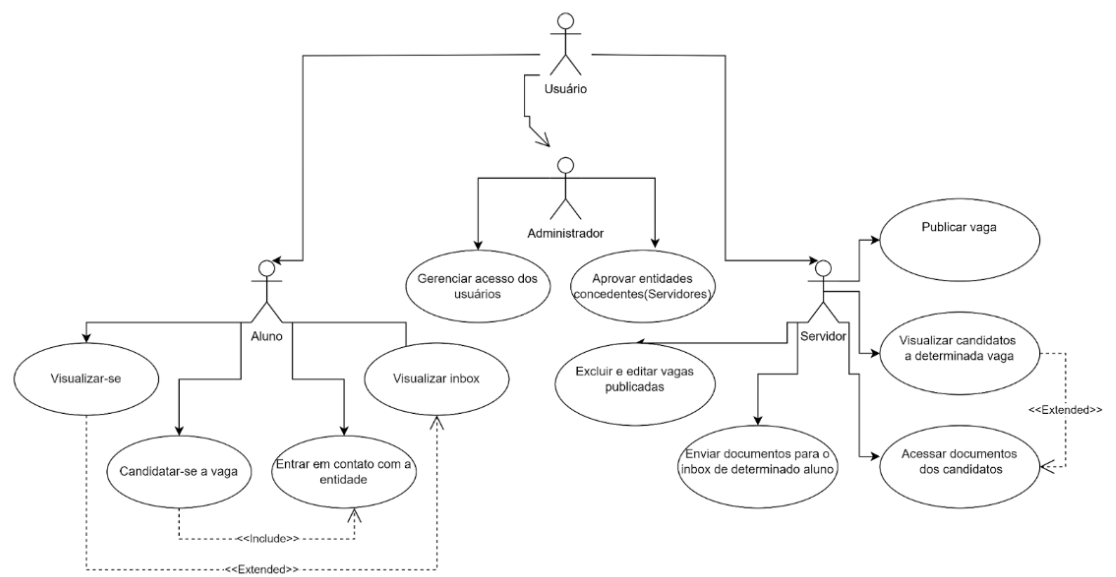 Usuário
Administrador
Publicar vaga
Gerenciar acesso dos
usuários
Aprovar entidades
concedentes(Servidores)
Aluno
Servidor
Visualizar candidatos
a determinada vaga
Visualizar-se
Visualizar inbox
Excluir e editar vagas
publicadas
<<Extended>>
Candidatar-se a vaga
Entrar em contato com a
entidade
Enviar documentos para o
inbox de determinado aluno
Acessar documentos
dos candidatos
<<Include>>
<<Extended>>